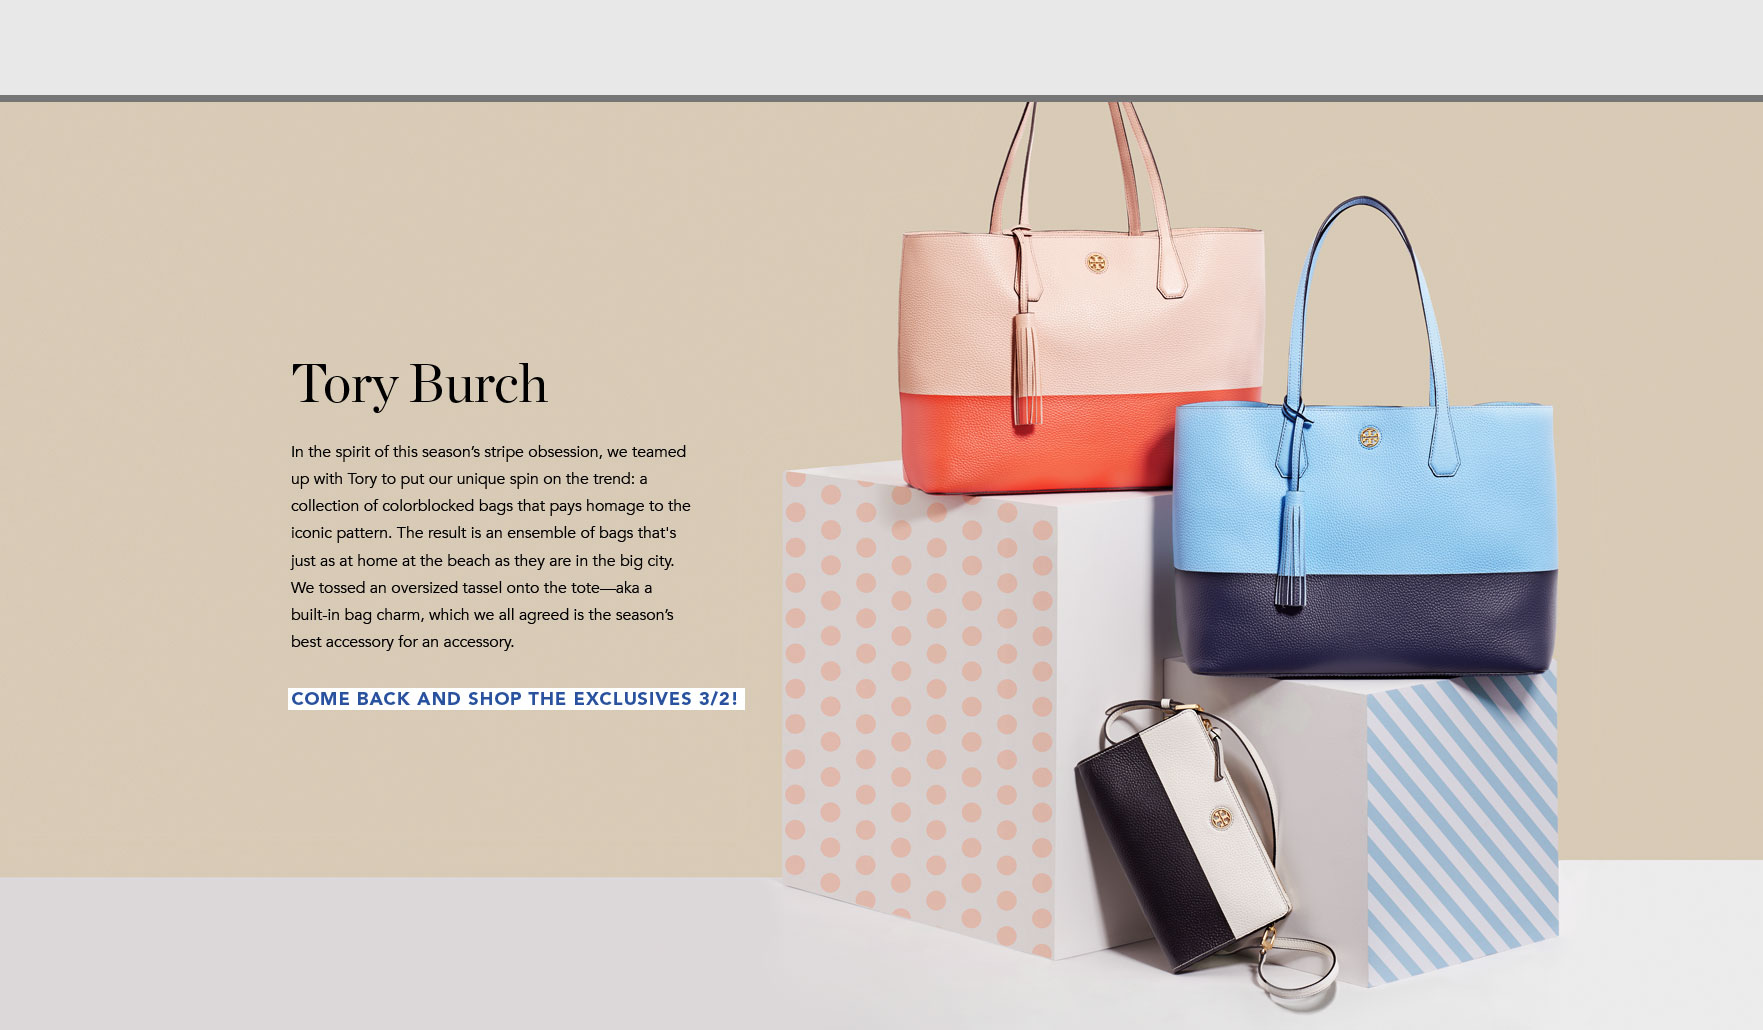 Tory Burch
In the spirit of this season’s stripe obsession, we teamed
up with Tory to put our unique spin on the trend: a
collection of colorblocked bags that pays homage to the
iconic pattern. The result is an ensemble of bags that's
just as at home at the beach as they are in the big city.
We tossed an oversized tassel onto the tote—aka a
built-in bag charm, which we all agreed is the season’s
best accessory for an accessory.
COME BACK AND SHOP THE EXCLUSIVES 3/2!